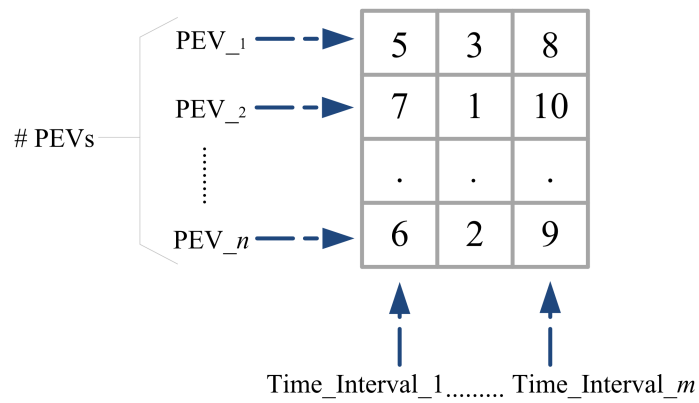 PEV_1 5 3 8
PEV_2 7 1 10
# PEVs
........ . . .
PEV_n 6 2 9
Time_Interval_1 ......... Time_Interval_m